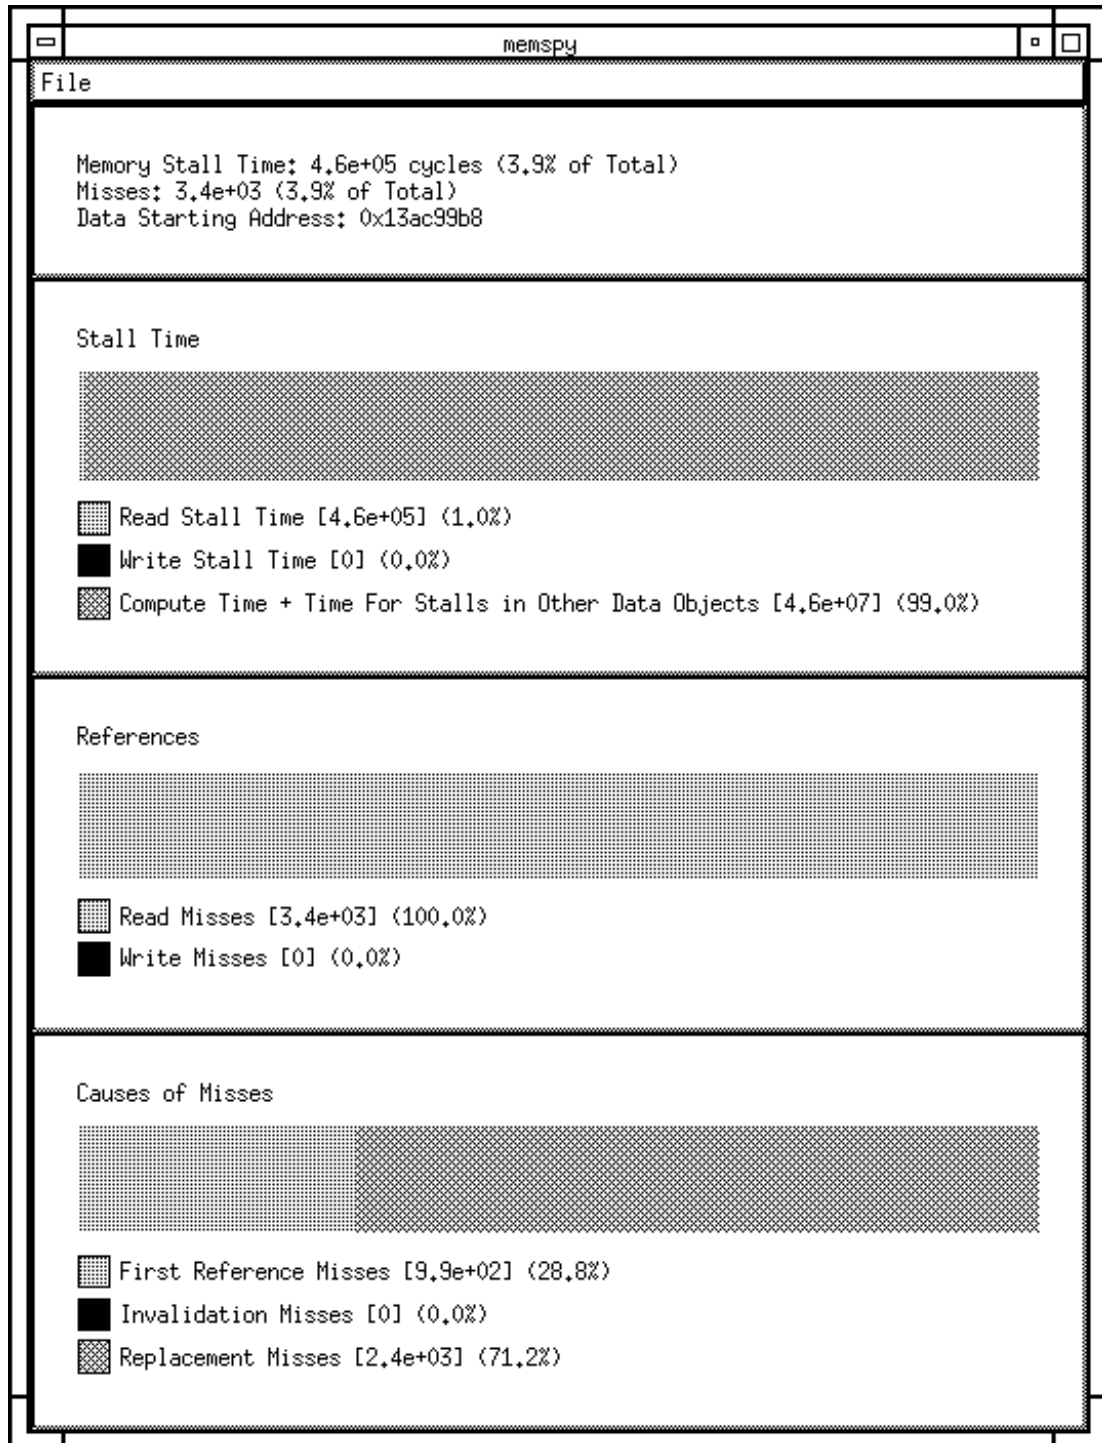 memspy
File
Memory Stall Time: 4.6e+05 cycles (3.9% of Total)
Misses: 3.4e+03 (3.9% of Total)
Data Starting Address: 0x13ac99b8
Stall Time
Read Stall Time [4.6e+05] (1.0%)
Write Stall Time [0] (0.0%)
Compute Time + Time For Stalls in Other Data Objects [4.6e+07] (99.0%)
References
Read Misses [3.4e+03] (100.0%)
Write Misses [0] (0.0%)
Causes of Misses
First Reference Misses [9.9e+02] (28.8%)
Invalidation Misses [0] (0.0%)
Replacement Misses [2.4e+03] (71.2%)